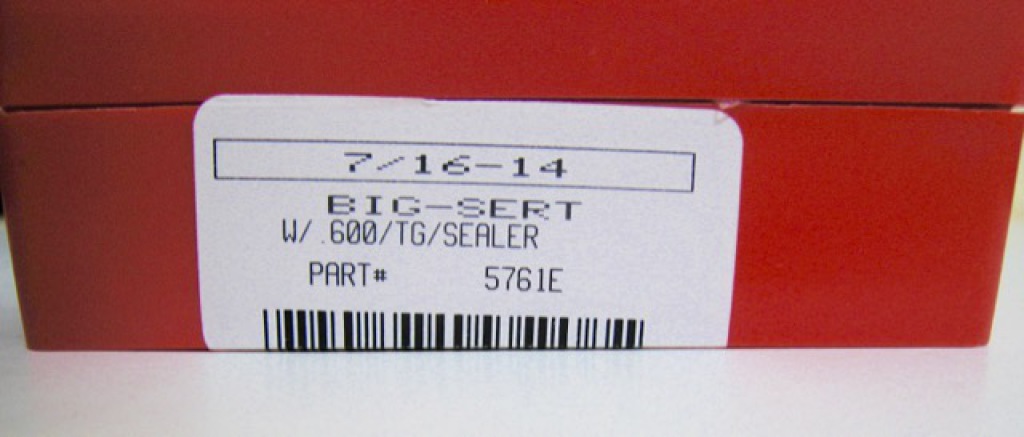 7/16-14
BIG-SERT
W/ .600/TG/SEALER
PART# 5761E